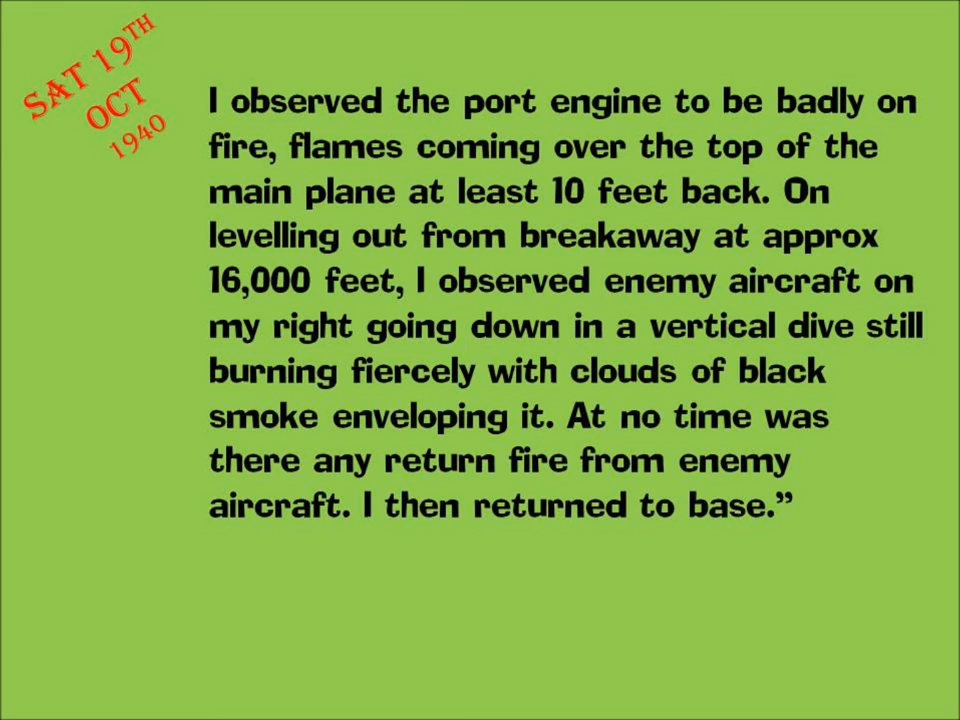 SAT 19TH
OCT
1940
I observed the port engine to be badly on
fire, flames coming over the top of the
main plane at least 10 feet back. On
levelling out from breakaway at approx
16,000 feet, I observed enemy aircraft on
my right going down in a vertical dive still
burning fiercely with clouds of black
smoke enveloping it. At no time was
there any return fire from enemy
aircraft. I then returned to base.”